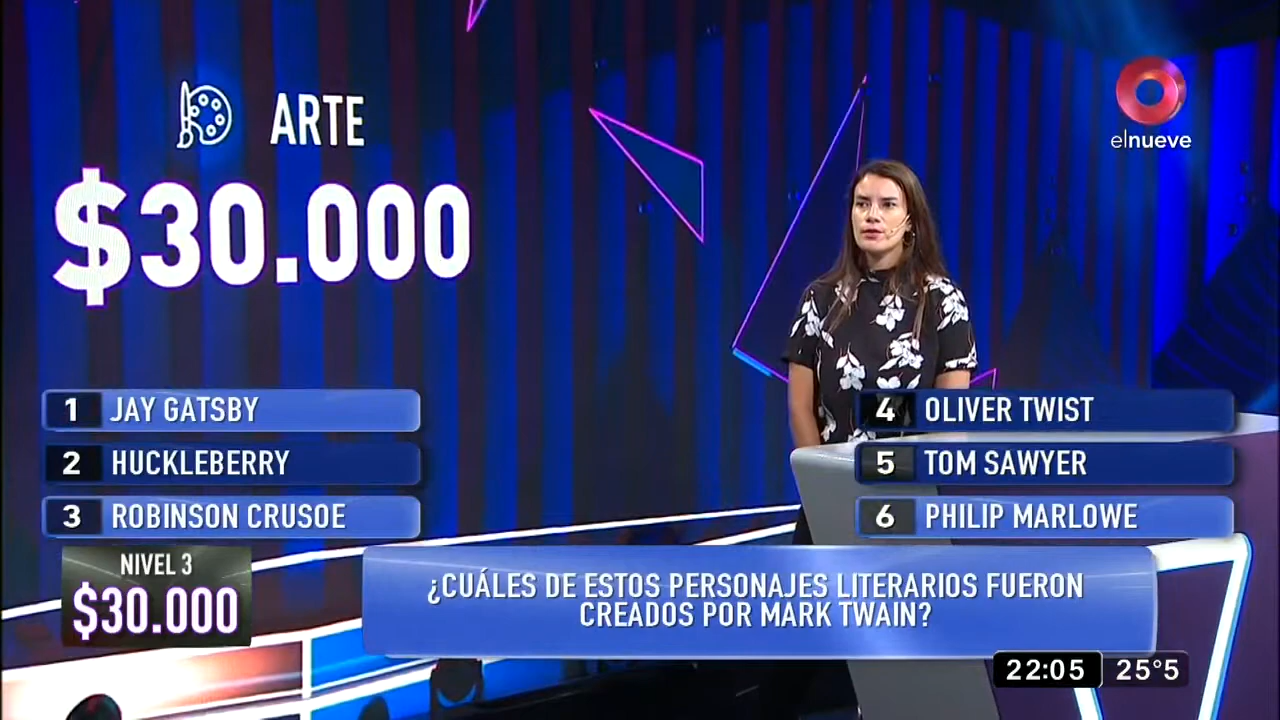 ARTE
$30.000
elnueve
1 JAY GATSBY
2 HUCKLEBERRY
3 ROBINSON CRUSOE
4 OLIVER TWIST
5 TOM SAWYER
6 PHILIP MARLOWE
NIVEL 3
$30.000
¿CUÁLES DE ESTOS PERSONAJES LITERARIOS FUERON
CREADOS POR MARK TWAIN?
22:05 25°5